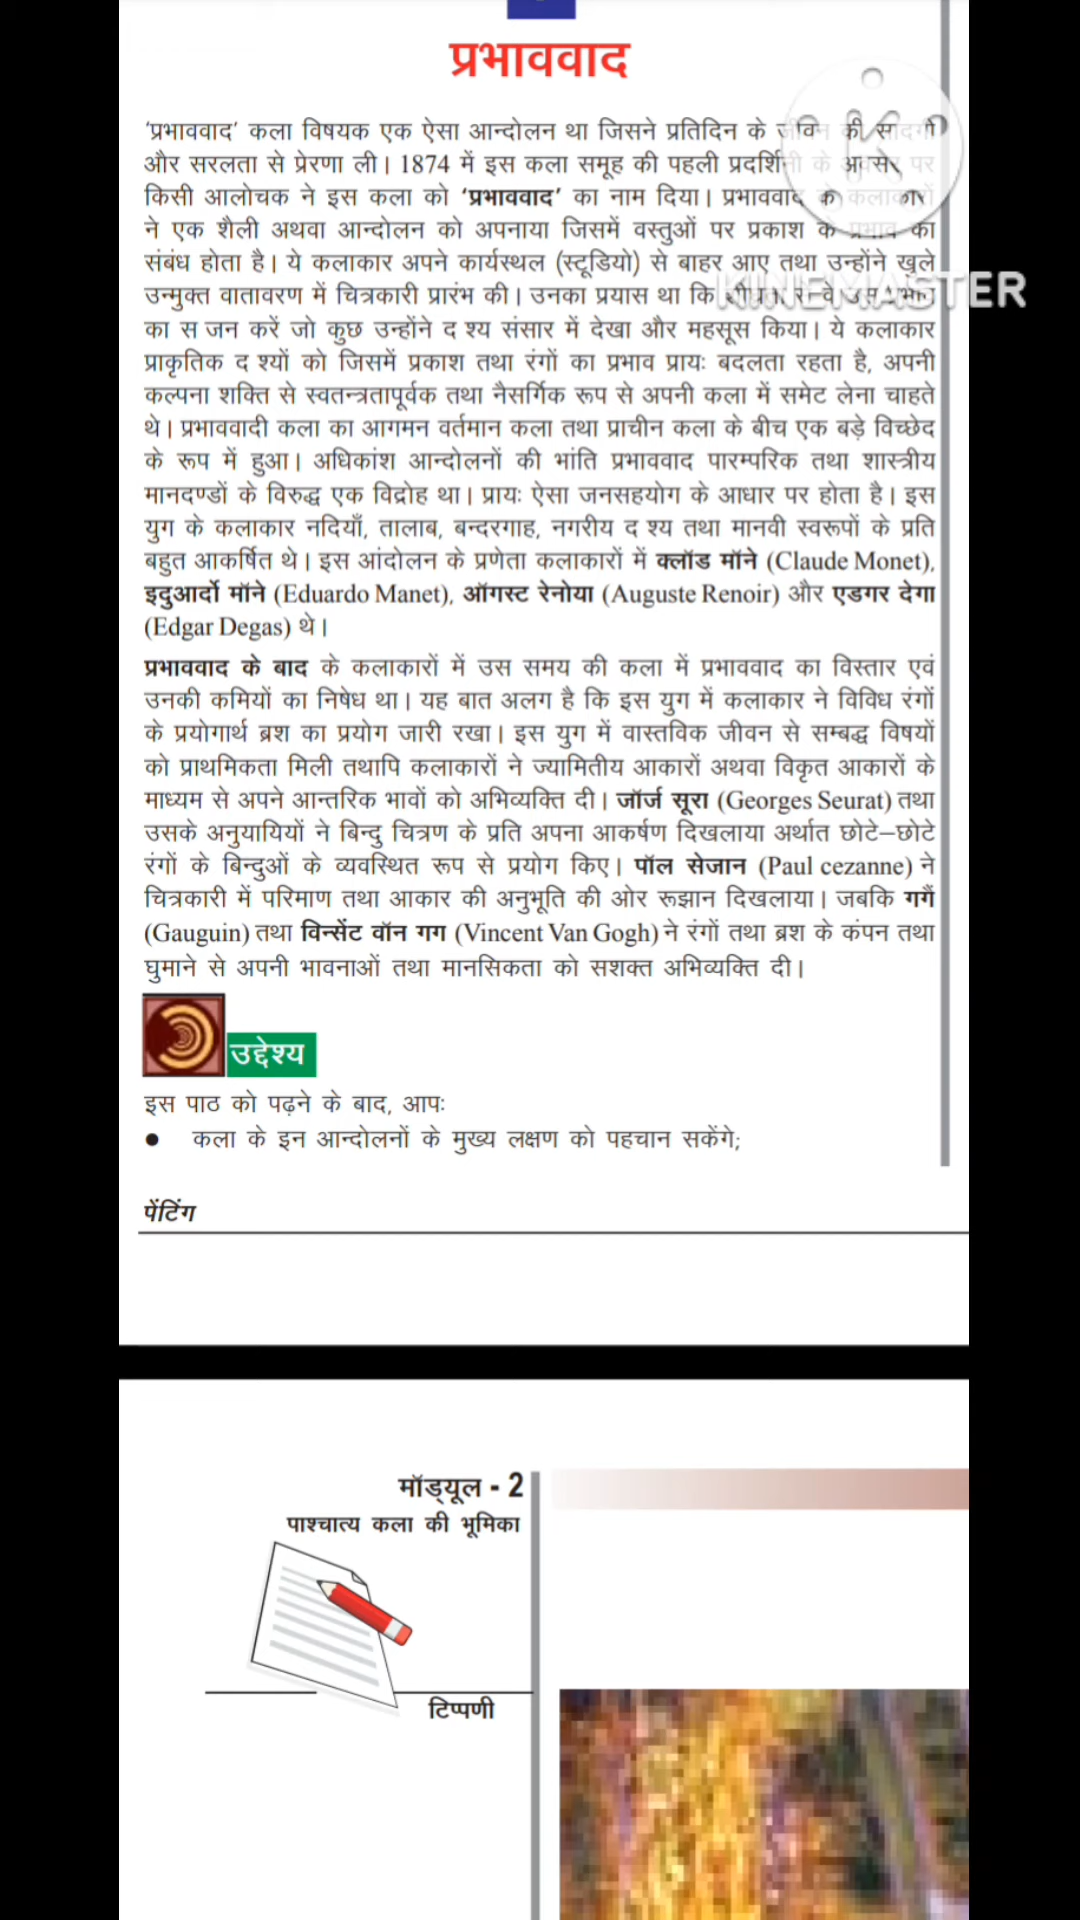 प्रभाववाद
'प्रभाववाद' कला विषयक एक ऐसा आन्दोलन था जिसने प्रतिदिन के जीवन की सादगी
और सरलता से प्रेरणा ली। 1874 में इस कला समूह की पहली प्रदर्शिनी के अवसर पर
किसी आलोचक ने इस कला को 'प्रभाववाद' का नाम दिया। प्रभाववाद के कलाकारों
ने एक शैली अथवा आन्दोलन को अपनाया जिसमें वस्तुओं पर प्रकाश के प्रभाव का
संबंध होता है। ये कलाकार अपने कार्यस्थल (स्टूडियो) से बाहर आए तथा उन्होंने खुले
उन्मुक्त वातावरण में चित्रकारी प्रारंभ की। उनका प्रयास था कि
KINEMASTER
का स जन करें जो कुछ उन्होंने द श्य संसार में देखा और महसूस किया। ये कलाकार
प्राकृतिक द श्यों को जिसमें प्रकाश तथा रंगों का प्रभाव प्रायः बदलता रहता है, अपनी
कल्पना शक्ति से स्वतन्त्रतापूर्वक तथा नैसर्गिक रूप से अपनी कला में समेट लेना चाहते
थे। प्रभाववादी कला का आगमन वर्तमान कला तथा प्राचीन कला के बीच एक बड़े विच्छेद
के रूप में हुआ। अधिकांश आन्दोलनों की भांति प्रभाववाद पारम्परिक तथा शास्त्रीय
मानदण्डों के विरुद्ध एक विद्रोह था। प्रायः ऐसा जनसहयोग के आधार पर होता है। इस
युग के कलाकार नदियाँ, तालाब, बन्दरगाह, नगरीय द श्य तथा मानवी स्वरूपों के प्रति
बहुत आकर्षित थे। इस आंदोलन के प्रणेता कलाकारों में क्लॉड मॉने (Claude Monet),
इदुआर्दो मॉने (Eduardo Manet), ऑगस्ट रेनोया (Auguste Renoir) और एडगर देगा
(Edgar Degas) थे।
प्रभाववाद के बाद के कलाकारों में उस समय की कला में प्रभाववाद का विस्तार एवं
उनकी कमियों का निषेध था। यह बात अलग है कि इस युग में कलाकार ने विविध रंगों
के प्रयोगार्थ ब्रश का प्रयोग जारी रखा। इस युग में वास्तविक जीवन से सम्बद्ध विषयों
को प्राथमिकता मिली तथापि कलाकारों ने ज्यामितीय आकारों अथवा विकृत आकारों के
माध्यम से अपने आन्तरिक भावों को अभिव्यक्ति दी। जॉर्ज सूरा (Georges Seurat) तथा
उसके अनुयायियों ने बिन्दु चित्रण के प्रति अपना आकर्षण दिखलाया अर्थात छोटे–छोटे
रंगों के बिन्दुओं के व्यवस्थित रूप से प्रयोग किए। पॉल सेजान (Paul cezanne) ने
चित्रकारी में परिमाण तथा आकार की अनुभूति की ओर रूझान दिखलाया। जबकि गगैं
(Gauguin) तथा विन्सेंट वॉन गग (Vincent Van Gogh) ने रंगों तथा ब्रश के कंपन तथा
घुमाने से अपनी भावनाओं तथा मानसिकता को सशक्त अभिव्यक्ति दी।
उद्देश्य
इस पाठ को पढ़ने के बाद, आपः
● कला के इन आन्दोलनों के मुख्य लक्षण को पहचान सकेंगे;
पेंटिंग
मॉड्यूल - 2
पाश्चात्य कला की भूमिका
टिप्पणी